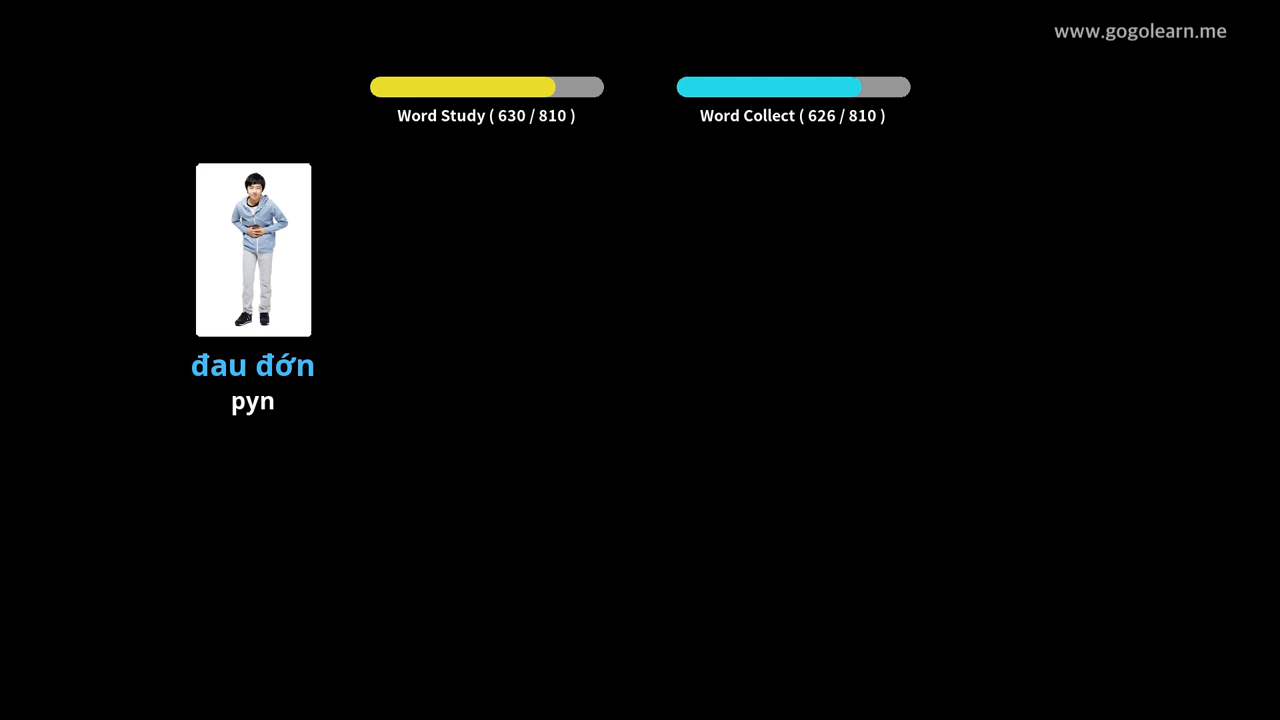 www.gogolearn.me
Word Study ( 630 / 810 )
Word Collect ( 626 / 810 )
đau đớn
pyn